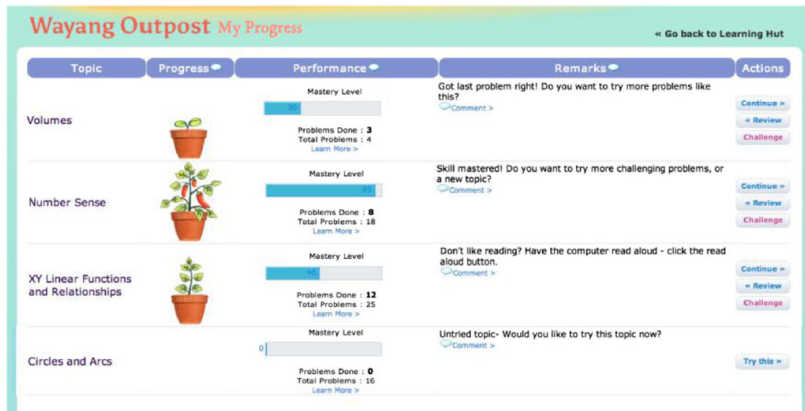 Wayang Outpost My Progress
« Go back to Learning Hut
Topic Progress Performance Remarks Actions
Volumes
Mastery Level
30
Problems Done : 3
Total Problems : 4
Learn More >
Got last problem right! Do you want to try more problems like
this?
Comment >
Continue »
« Review
Challenge
Number Sense
Mastery Level
Problems Done : 8
Total Problems : 18
Learn More >
Skill mastered! Do you want to try more challenging problems, or
a new topic?
Comment >
Continue »
« Review
Challenge
XY Linear Functions
and Relationships
Mastery Level
45
Problems Done : 12
Total Problems : 25
Learn More >
Don't like reading? Have the computer read aloud - click the read
aloud button.
Comment >
Continue »
« Review
Challenge
Circles and Arcs
Mastery Level
0
Problems Done : 0
Total Problems : 16
Learn More >
Untried topic- Would you like to try this topic now?
Comment >
Try this »